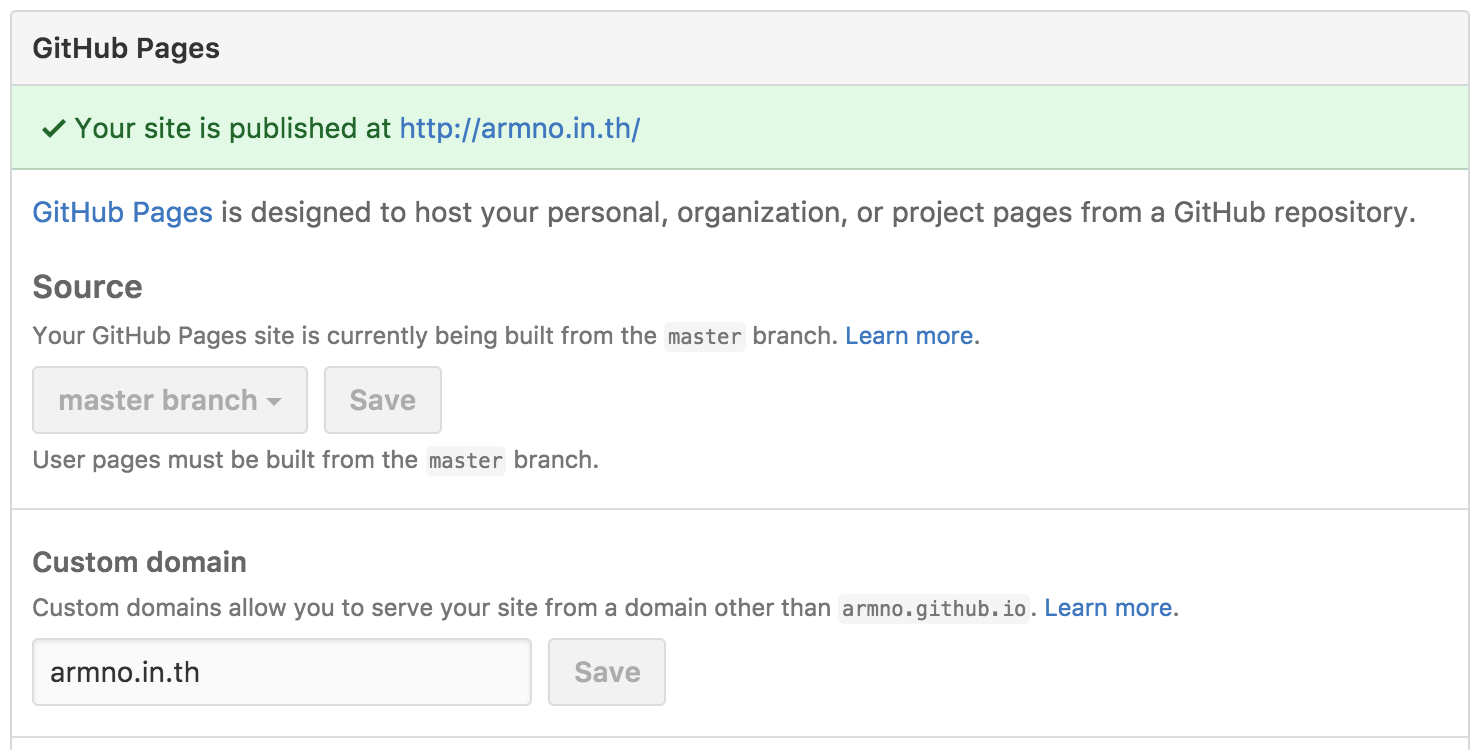 GitHub Pages
✓ Your site is published at http://armno.in.th/
GitHub Pages is designed to host your personal, organization, or project pages from a GitHub repository.
Source
Your GitHub Pages site is currently being built from the master branch. Learn more.
master branch Save
User pages must be built from the master branch.
Custom domain
Custom domains allow you to serve your site from a domain other than armno.github.io. Learn more.
armno.in.th Save